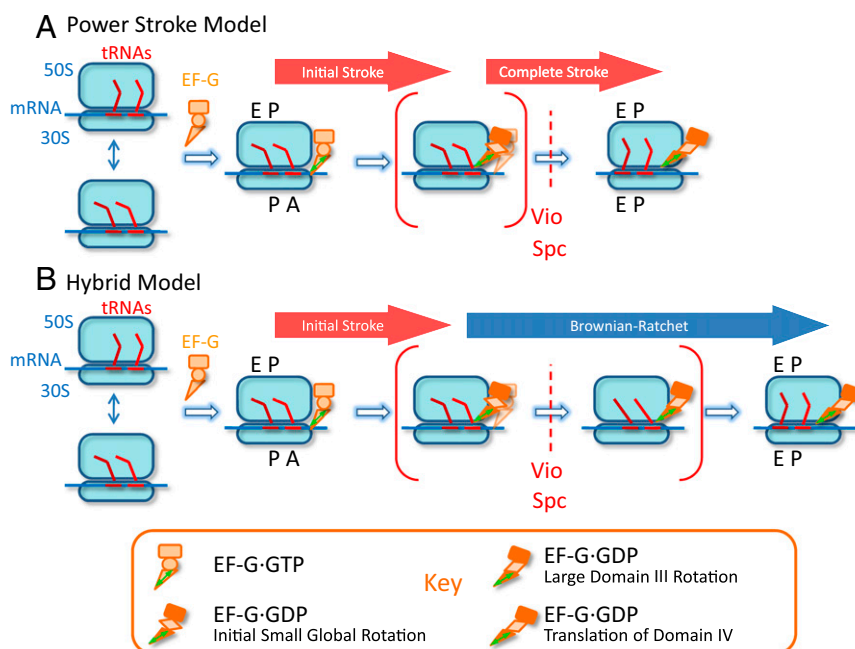 A Power Stroke Model
50S
tRNAs
EF-G
mRNA
30S
Initial Stroke
Complete Stroke
E P
P A
Vio
Spc
E P
E P
B Hybrid Model
50S
tRNAs
EF-G
mRNA
30S
Initial Stroke
Brownian-Ratchet
E P
P A
Vio
Spc
E P
E P
EF-G·GTP
Key
EF-G·GDP
Large Domain III Rotation
EF-G·GDP
Initial Small Global Rotation
EF-G·GDP
Translation of Domain IV